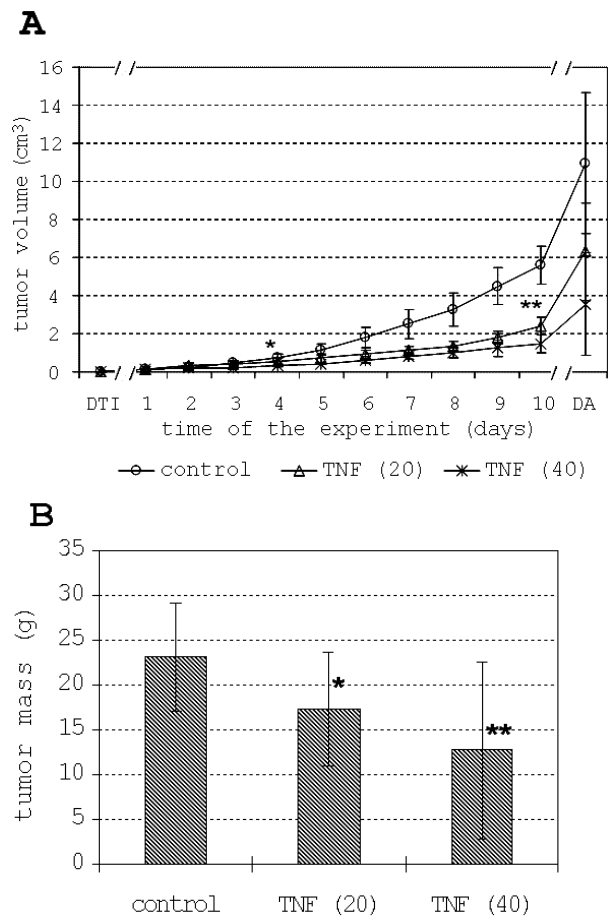 A
16
14
12
10
8
6
4
2
0
tumor volume (cm³)
*
**
DTI 1 2 3 4 5 6 7 8 9 10 DA
time of the experiment (days)
control TNF (20) TNF (40)
B
35
30
25
20
15
10
5
0
tumor mass (g)
*
**
control TNF (20) TNF (40)